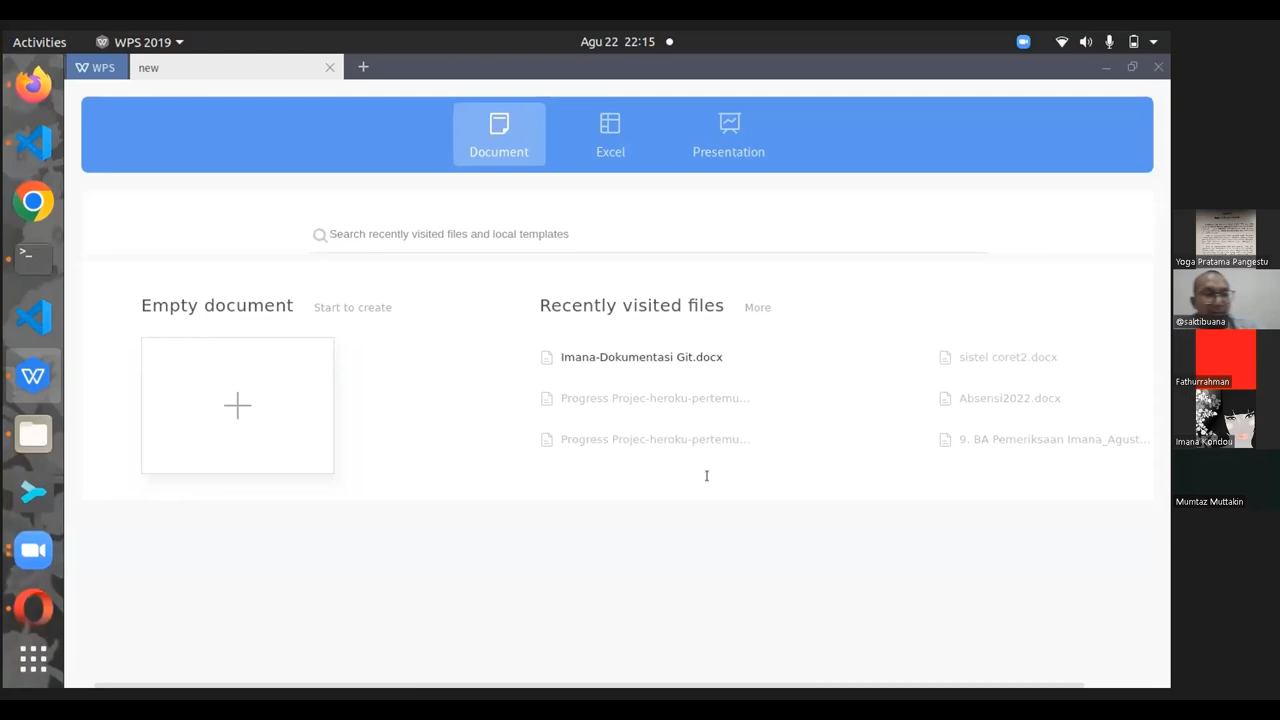 Activities
WPS 2019
Agu 22 22:15
WPS
new
Document
Excel
Presentation
Search recently visited files and local templates
Empty document
Start to create
Recently visited files
More
Imana-Dokumentasi Git.docx
sistel coret2.docx
Progress Projec-heroku-pertemu...
Absensi2022.docx
Progress Projec-heroku-pertemu...
9. BA Pemeriksaan Imana_Agust...
Yoga Pratama Pangestu
@saktibuana
Fathurrahman
Imana Kondou
Mumtaz Muttakin